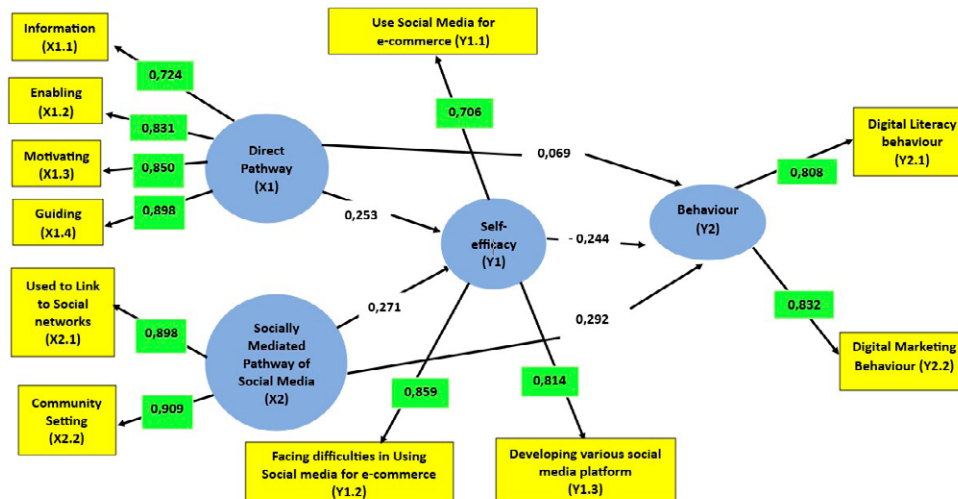 Information
(X1.1)
0,724
Enabling
(X1.2)
0,831
Motivating
(X1.3)
0,850
Guiding
(X1.4)
0,898
Direct
Pathway
(X1)
Use Social Media for
e-commerce (Y1.1)
0,706
0,069
0,253
Self-
efficacy
(Y1)
- 0,244
Behaviour
(Y2)
Digital Literacy
behaviour
(Y2.1)
0,808
0,832
Digital Marketing
Behaviour (Y2.2)
Used to Link
to Social
networks
(X2.1)
0,898
Community
Setting
(X2.2)
0,909
Socially
Mediated
Pathway of
Social Media
(X2)
0,271
0,292
0,859
0,814
Facing difficulties in Using
Social media for e-commerce
(Y1.2)
Developing various social
media platform
(Y1.3)